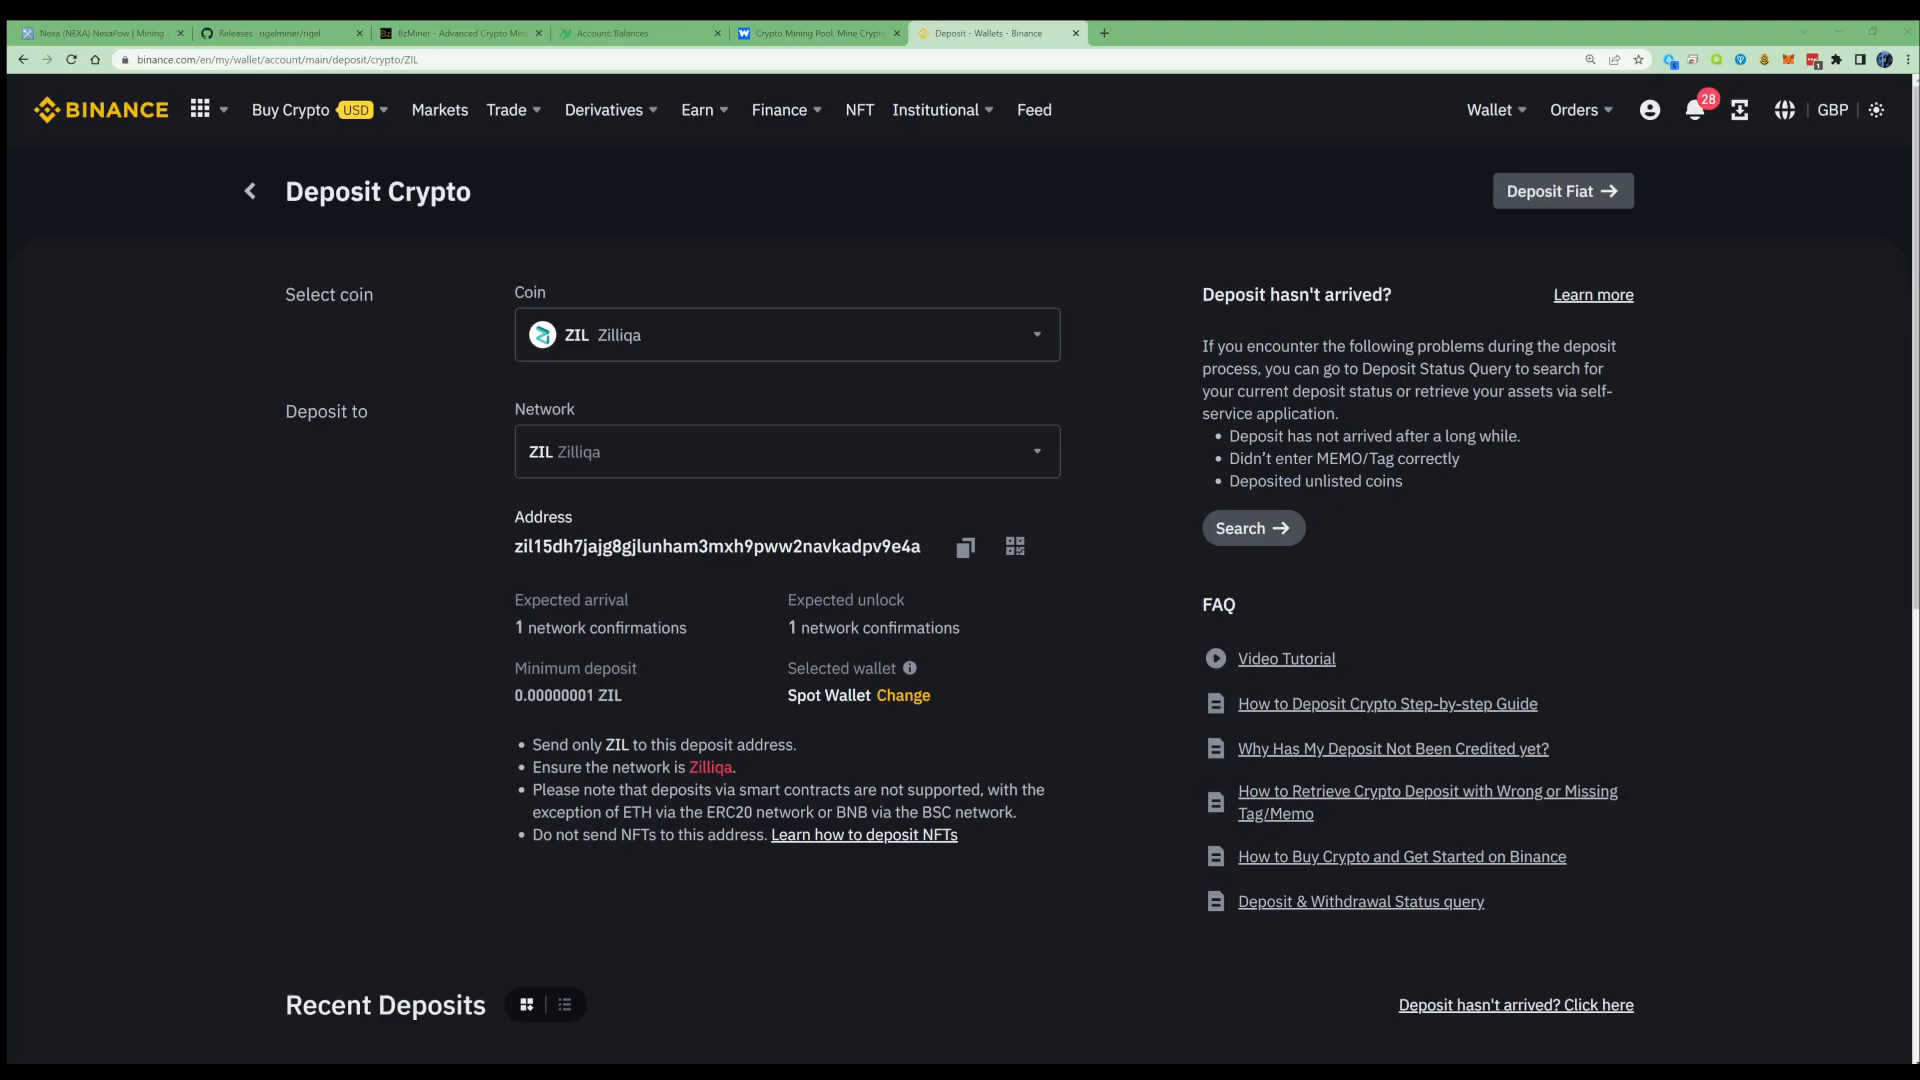 Nexa (NEXA) NexaPow | Mining
Releases · rigelminer/rigel
BzMiner - Advanced Crypto Min
Account: Balances
Crypto Mining Pool. Mine Crypt
Deposit - Wallets - Binance
binance.com/en/my/wallet/account/main/deposit/crypto/ZIL
BINANCE
Buy Crypto USD
Markets
Trade
Derivatives
Earn
Finance
NFT
Institutional
Feed
Wallet
Orders
28
GBP
Deposit Crypto
Deposit Fiat
Select coin
Coin
ZIL Zilliqa
Deposit to
Network
ZIL Zilliqa
Address
zil15dh7jajg8gjlunham3mxh9pww2navkadpv9e4a
Expected arrival
1 network confirmations
Expected unlock
1 network confirmations
Minimum deposit
0.00000001 ZIL
Selected wallet
Spot Wallet Change
• Send only ZIL to this deposit address.
• Ensure the network is Zilliqa.
• Please note that deposits via smart contracts are not supported, with the
exception of ETH via the ERC20 network or BNB via the BSC network.
• Do not send NFTs to this address. Learn how to deposit NFTs
Deposit hasn't arrived?
Learn more
If you encounter the following problems during the deposit
process, you can go to Deposit Status Query to search for
your current deposit status or retrieve your assets via self-
service application.
• Deposit has not arrived after a long while.
• Didn't enter MEMO/Tag correctly
• Deposited unlisted coins
Search
FAQ
Video Tutorial
How to Deposit Crypto Step-by-step Guide
Why Has My Deposit Not Been Credited yet?
How to Retrieve Crypto Deposit with Wrong or Missing
Tag/Memo
How to Buy Crypto and Get Started on Binance
Deposit & Withdrawal Status query
Recent Deposits
Deposit hasn't arrived? Click here